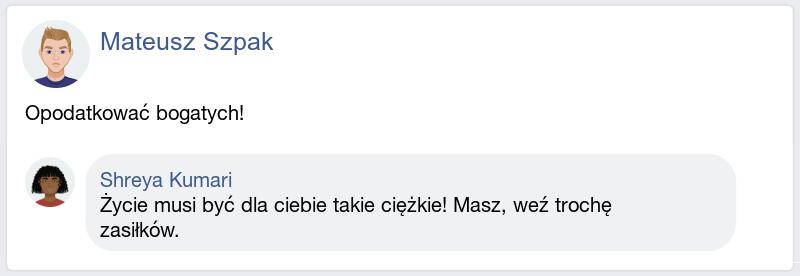 Mateusz Szpak
Opodatkować bogatych!
Shreya Kumari
Życie musi być dla ciebie takie ciężkie! Masz, weź trochę
zasiłków.